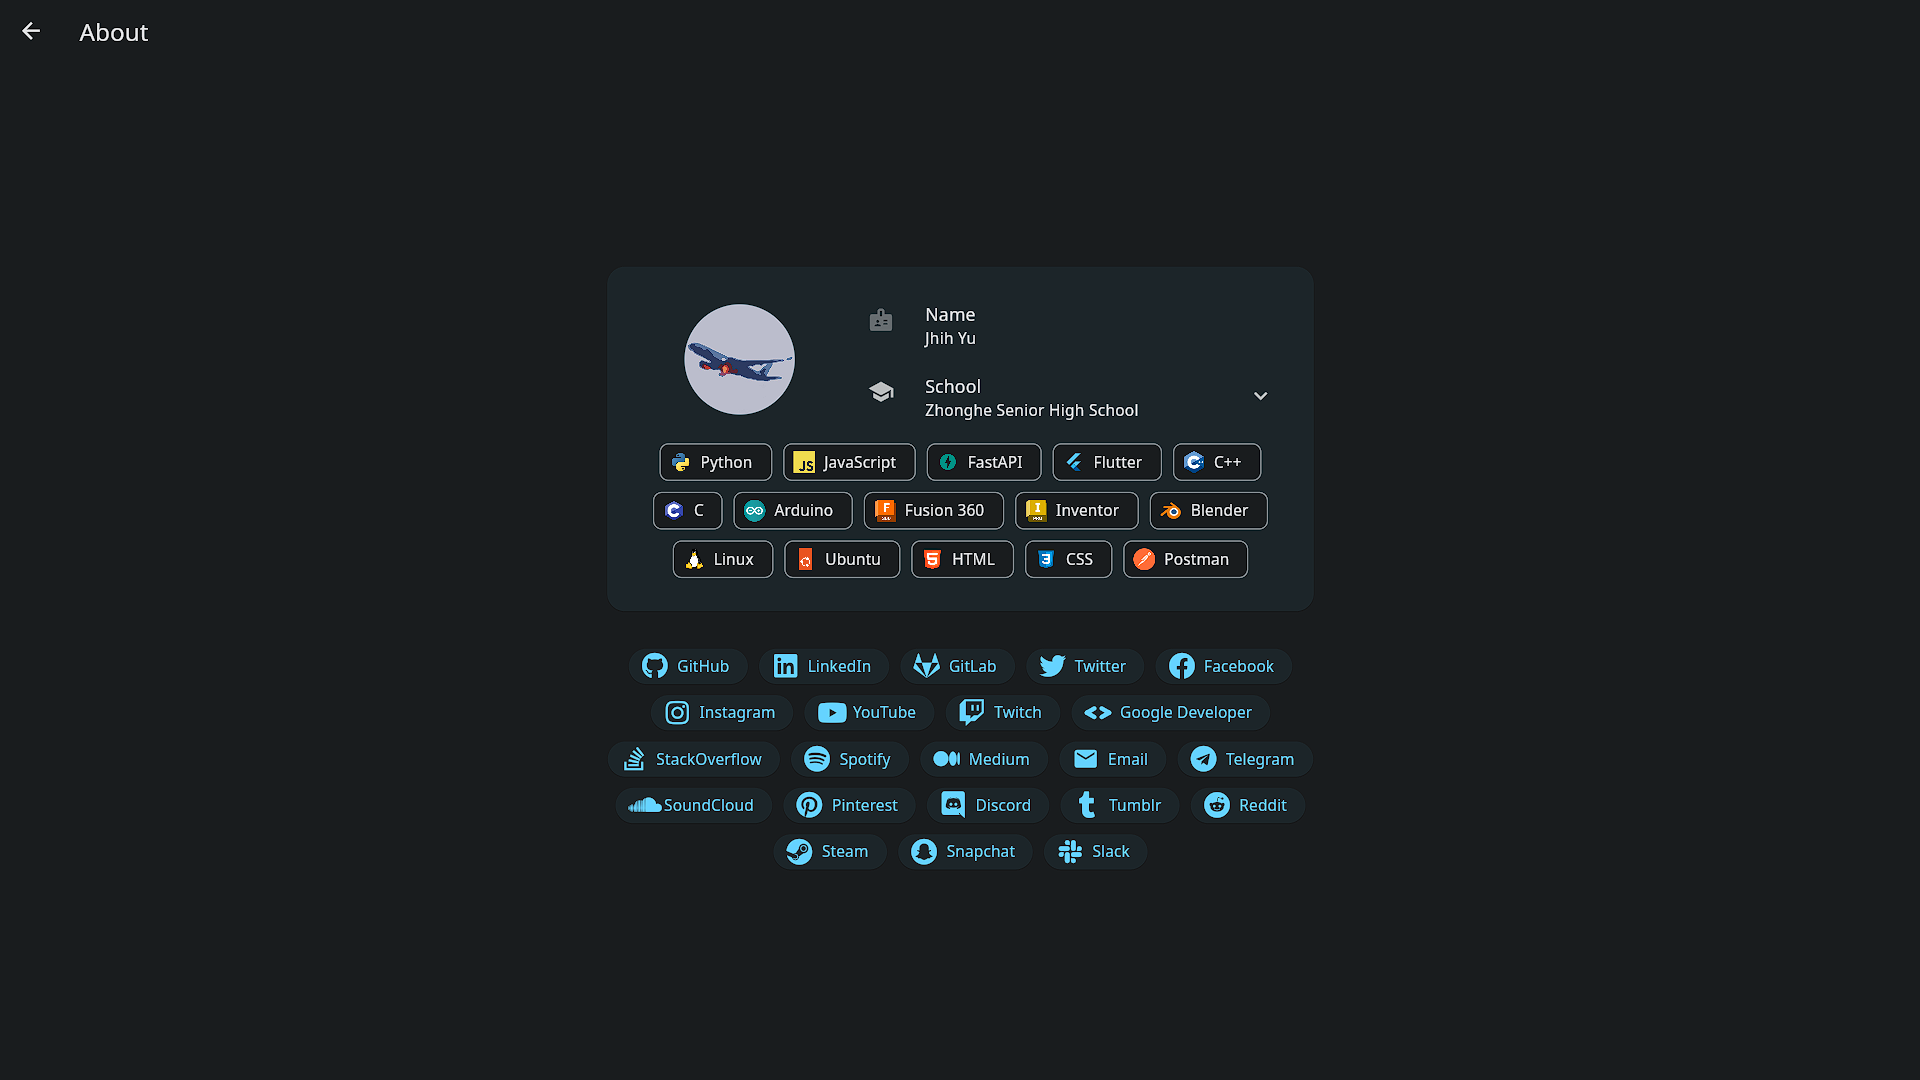 About
Name
Jhih Yu
School
Zhonghe Senior High School
Python JavaScript FastAPI Flutter C++
C Arduino Fusion 360 Inventor Blender
Linux Ubuntu HTML CSS Postman
GitHub LinkedIn GitLab Twitter Facebook
Instagram YouTube Twitch Google Developer
StackOverflow Spotify Medium Email Telegram
SoundCloud Pinterest Discord Tumblr Reddit
Steam Snapchat Slack